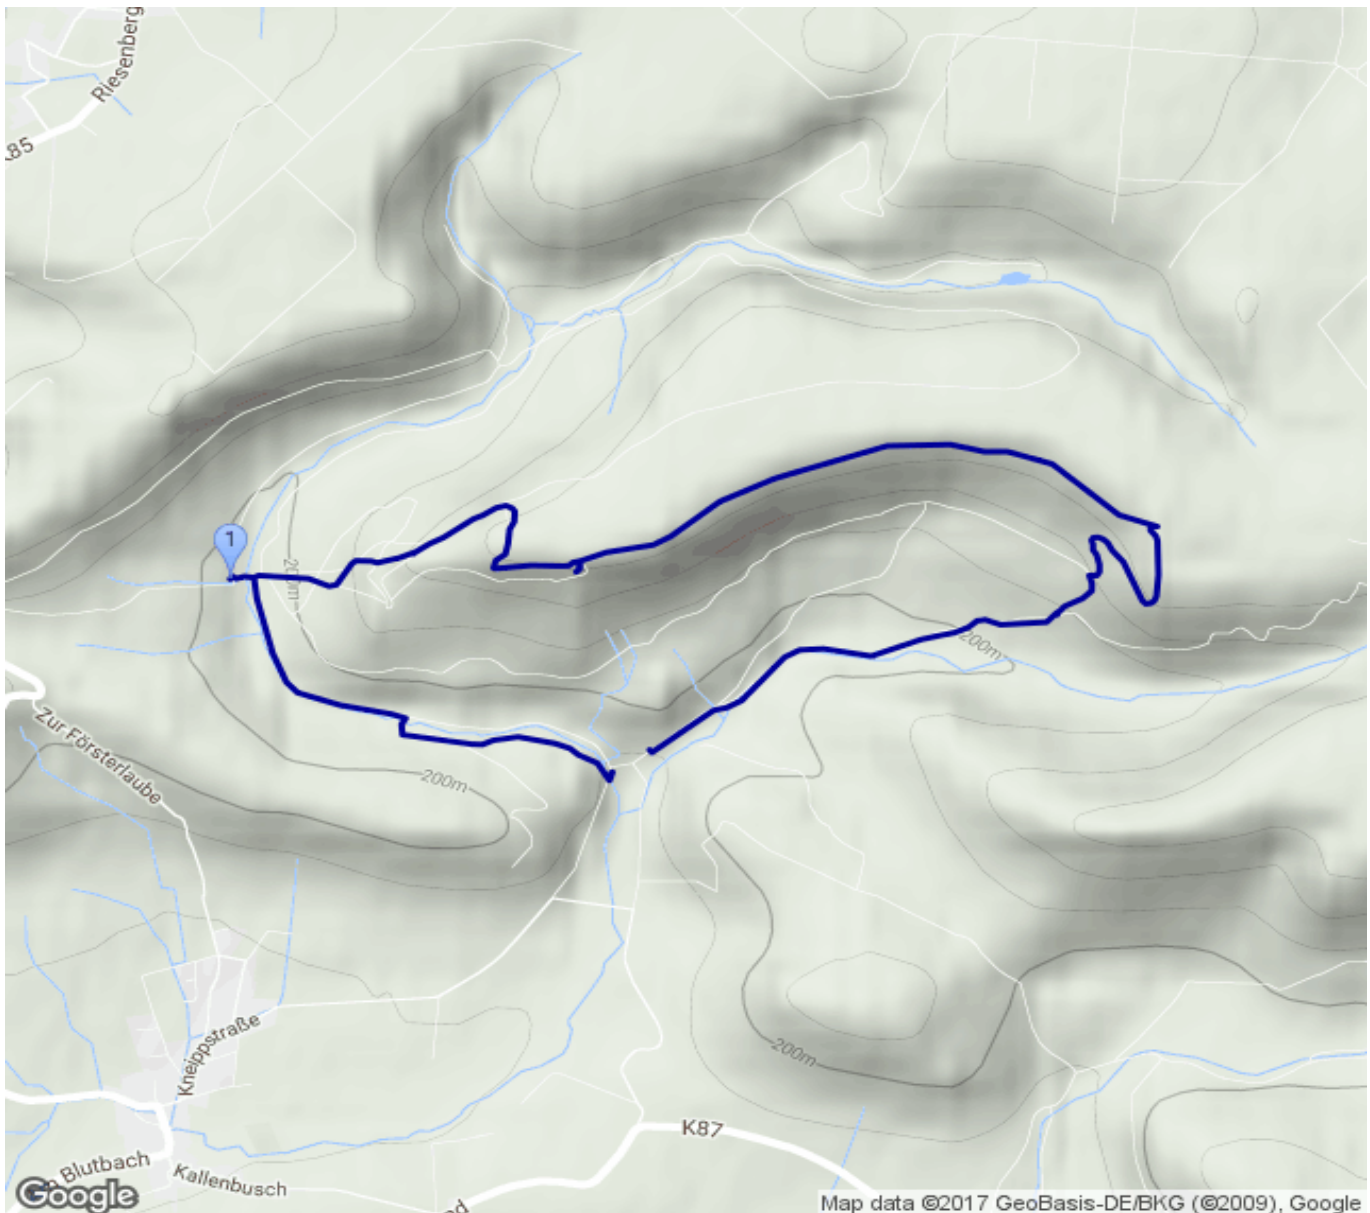 Riesenberg
K85
1
200m
Zur Försterlaube
200m
200m
200m
Kneippstraße
K87
Blutbach
Kallenbusch
Google
Map data ©2017 GeoBasis-DE/BKG (©2009), Google